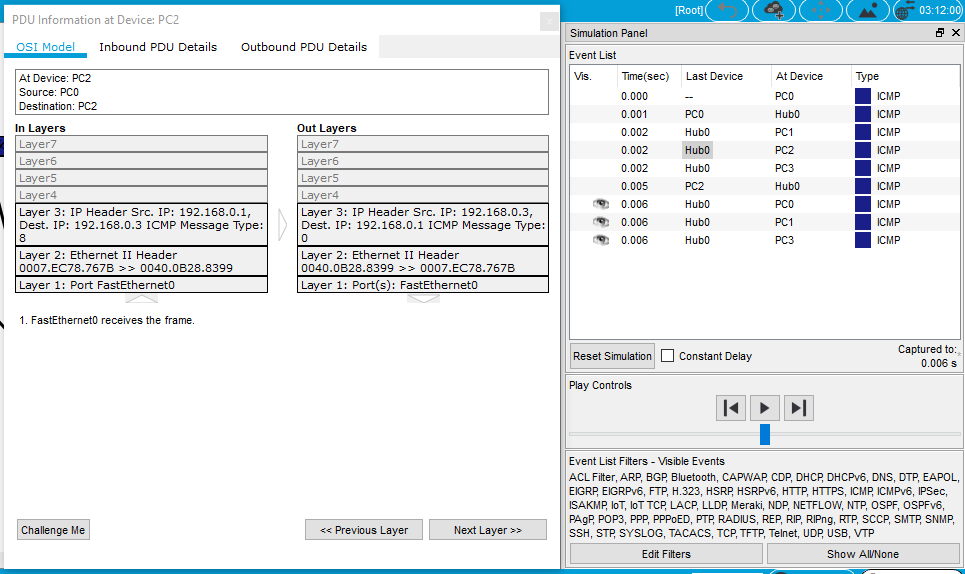 PDU Information at Device: PC2
OSI Model Inbound PDU Details Outbound PDU Details
At Device: PC2
Source: PC0
Destination: PC2
In Layers
Layer7
Layer6
Layer5
Layer4
Layer 3: IP Header Src. IP: 192.168.0.1,
Dest. IP: 192.168.0.3 ICMP Message Type:
8
Layer 2: Ethernet II Header
0007.EC78.767B >> 0040.0B28.8399
Layer 1: Port FastEthernet0
Out Layers
Layer7
Layer6
Layer5
Layer4
Layer 3: IP Header Src. IP: 192.168.0.3,
Dest. IP: 192.168.0.1 ICMP Message Type:
0
Layer 2: Ethernet II Header
0040.0B28.8399 >> 0007.EC78.767B
Layer 1: Port(s): FastEthernet0
1. FastEthernet0 receives the frame.
Challenge Me << Previous Layer Next Layer >>
[Root] 03:12:00
Simulation Panel
Event List
Vis. Time(sec) Last Device At Device Type
0.000 -- PC0 ICMP
0.001 PC0 Hub0 ICMP
0.002 Hub0 PC1 ICMP
0.002 Hub0 PC2 ICMP
0.002 Hub0 PC3 ICMP
0.005 PC2 Hub0 ICMP
0.006 Hub0 PC0 ICMP
0.006 Hub0 PC1 ICMP
0.006 Hub0 PC3 ICMP
Reset Simulation Constant Delay
Captured to:
0.006 s
Play Controls
Event List Filters - Visible Events
ACL Filter, ARP, BGP, Bluetooth, CAPWAP, CDP, DHCP, DHCPv6, DNS, DTP, EAPOL,
EIGRP, EIGRPv6, FTP, H.323, HSRP, HSRPv6, HTTP, HTTPS, ICMP, ICMPv6, IPSec,
ISAKMP, IoT, IoT TCP, LACP, LLDP, Meraki, NDP, NETFLOW, NTP, OSPF, OSPFv6,
PAgP, POP3, PPP, PPPoED, PTP, RADIUS, REP, RIP, RIPng, RTP, SCCP, SMTP, SNMP,
SSH, STP, SYSLOG, TACACS, TCP, TFTP, Telnet, UDP, USB, VTP
Edit Filters Show All/None